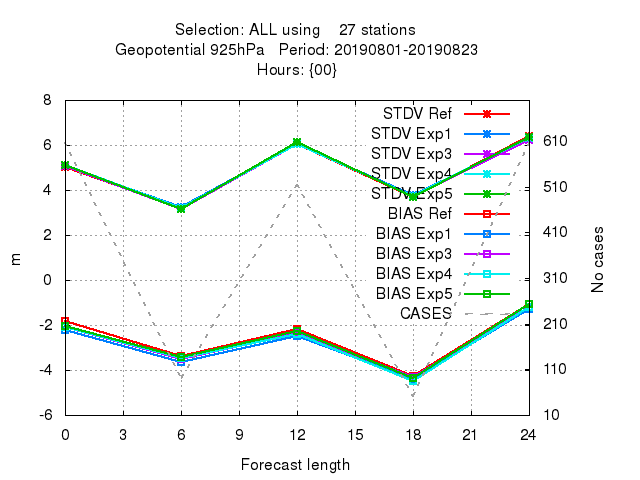 Selection: ALL using 27 stations
Geopotential 925hPa Period: 20190801-20190823
Hours: {00}
STDV Ref
STDV Exp1
STDV Exp3
STDV Exp4
STDV Exp5
BIAS Ref
BIAS Exp1
BIAS Exp3
BIAS Exp4
BIAS Exp5
CASES
8
6
4
2
0
-2
-4
-6
m
610
510
410
310
210
110
10
No cases
0 3 6 9 12 15 18 21 24
Forecast length